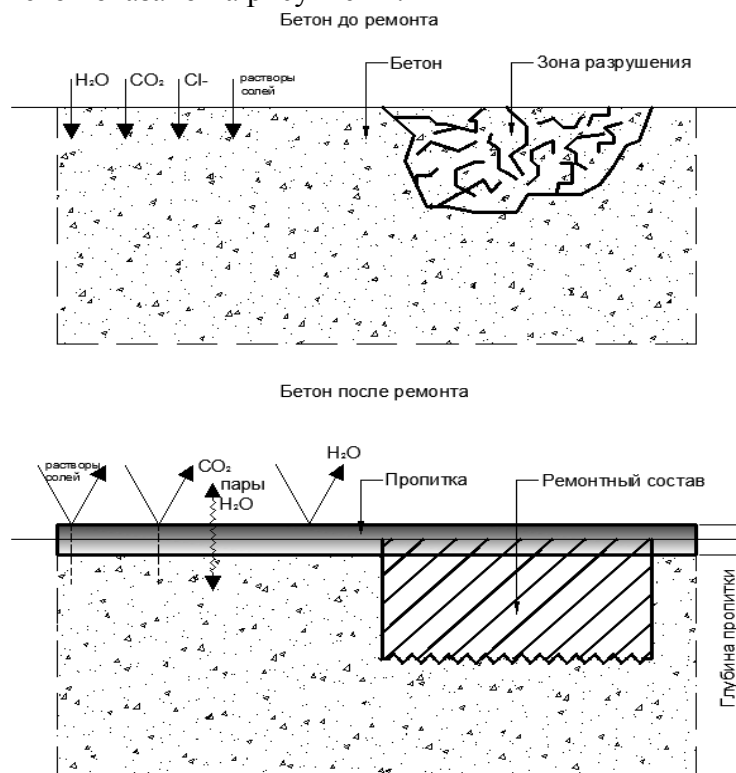 Бетон до ремонта
H₂O CO₂ Cl- растворы солей
Бетон
Зона разрушения
Бетон после ремонта
растворы солей
CO₂
пары H₂O
H₂O
Пропитка
Ремонтный состав
Глубина пропитки